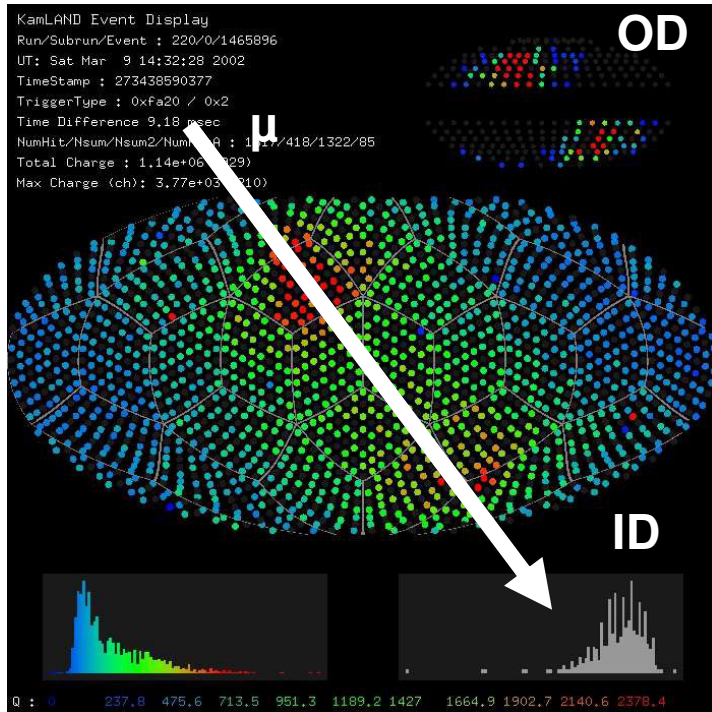 KamLAND Event Display
Run/Subrun/Event : 220/0/1465896
UT: Sat Mar 9 14:32:28 2002
TimeStamp : 273438590377
TriggerType : 0xfa20 / 0x2
Time Difference 9.18 msec
NumHit/Nsum/Nsum2/ : /418/1322/85
Total Charge : 1.14e+06
Max Charge (ch): 3.77e+03
OD
μ
ID
Q : 0 237.8 475.6 713.5 951.3 1189.2 1427 1664.9 1902.7 2140.6 2378.4